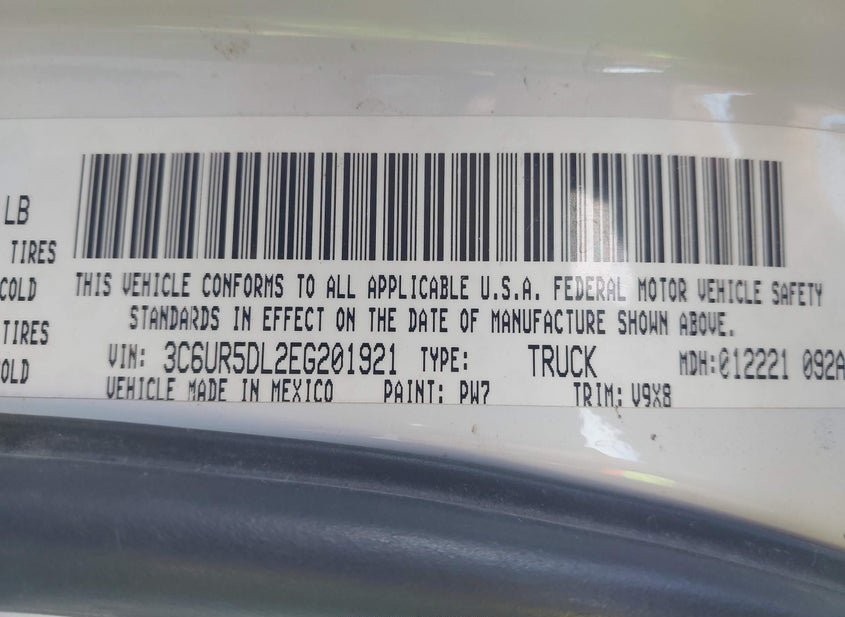 LB
TIRES
COLD
TIRES
OLD
THIS VEHICLE CONFORMS TO ALL APPLICABLE U.S.A. FEDERAL MOTOR VEHICLE SAFETY
STANDARDS IN EFFECT ON THE DATE OF MANUFACTURE SHOWN ABOVE.
VIN: 3C6UR5DL2EG201921 TYPE: TRUCK MDH:012221 092A
VEHICLE MADE IN MEXICO PAINT: PW7 TRIM: V9X8